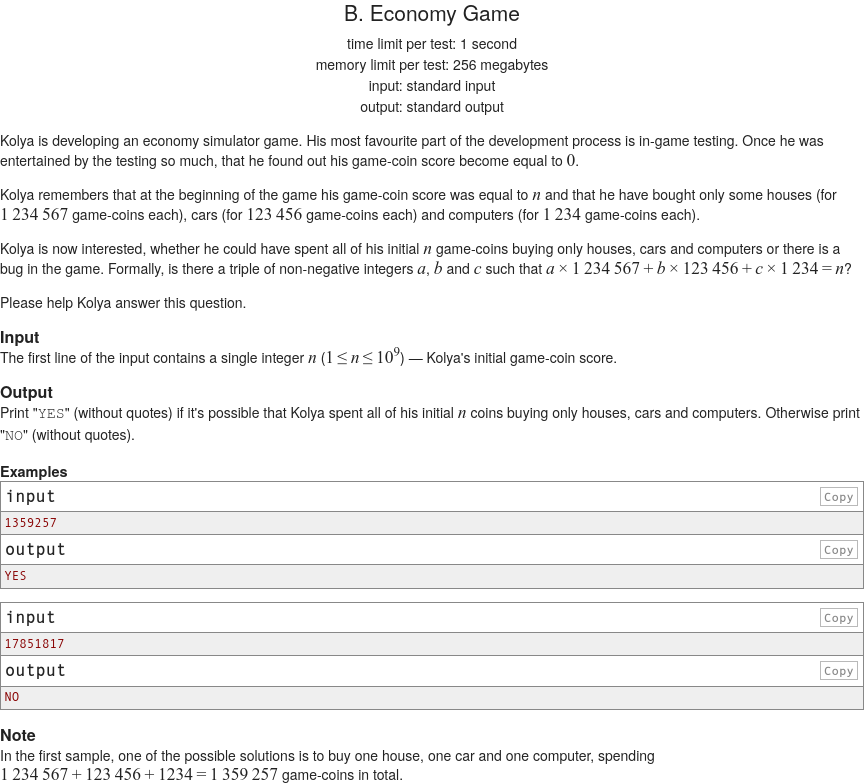 B. Economy Game
time limit per test: 1 second
memory limit per test: 256 megabytes
input: standard input
output: standard output
Kolya is developing an economy simulator game. His most favourite part of the development process is in-game testing. Once he was
entertained by the testing so much, that he found out his game-coin score become equal to 0.
Kolya remembers that at the beginning of the game his game-coin score was equal to n and that he have bought only some houses (for
1 234 567 game-coins each), cars (for 123 456 game-coins each) and computers (for 1 234 game-coins each).
Kolya is now interested, whether he could have spent all of his initial n game-coins buying only houses, cars and computers or there is a
bug in the game. Formally, is there a triple of non-negative integers a, b and c such that a × 1 234 567 + b × 123 456 + c × 1 234 = n?
Please help Kolya answer this question.
Input
The first line of the input contains a single integer n (1 ≤ n ≤ 10⁹) — Kolya's initial game-coin score.
Output
Print "YES" (without quotes) if it's possible that Kolya spent all of his initial n coins buying only houses, cars and computers. Otherwise print
"NO" (without quotes).
Examples
input Copy
1359257
output Copy
YES
input Copy
17851817
output Copy
NO
Note
In the first sample, one of the possible solutions is to buy one house, one car and one computer, spending
1 234 567 + 123 456 + 1234 = 1 359 257 game-coins in total.